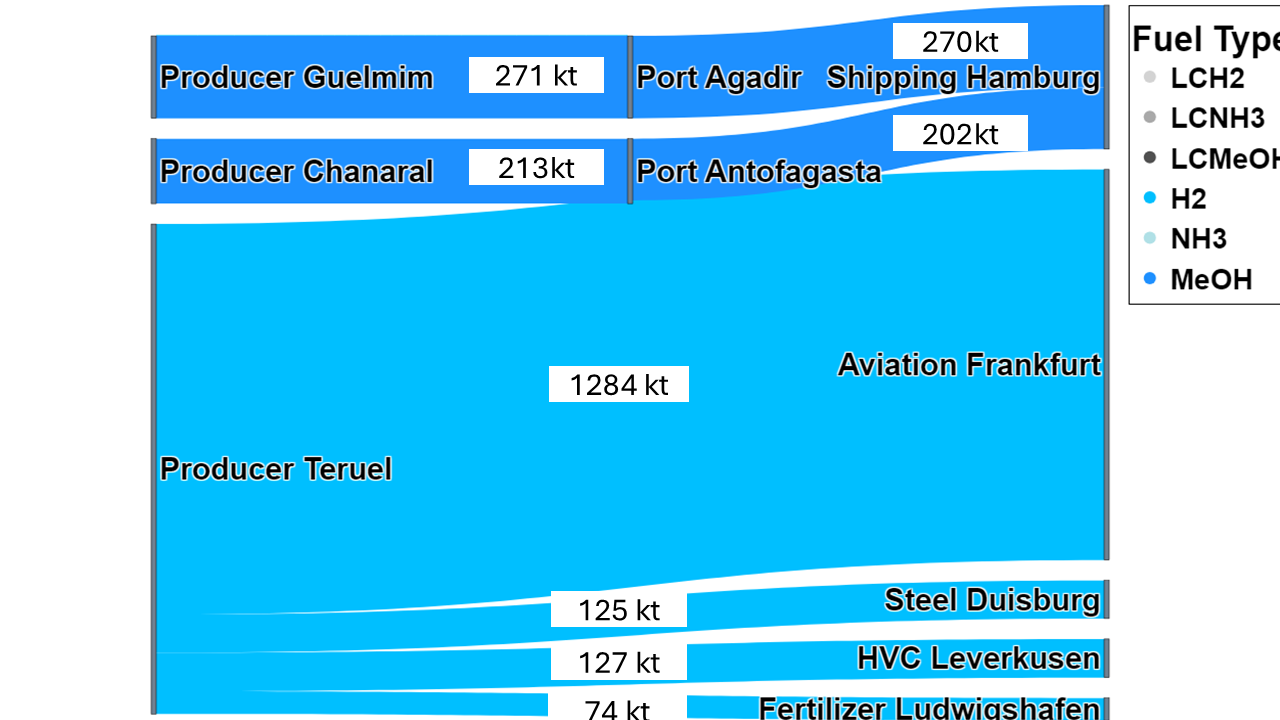 Producer Guelmim
271 kt
Port Agadir
270kt
Shipping Hamburg
Producer Chanaral
213kt
Port Antofagasta
202kt
Producer Teruel
1284 kt
Aviation Frankfurt
125 kt
Steel Duisburg
127 kt
HVC Leverkusen
74 kt
Fertilizer Ludwigshafen
Fuel Type
LCH2
LCNH3
LCMeOH
H2
NH3
MeOH